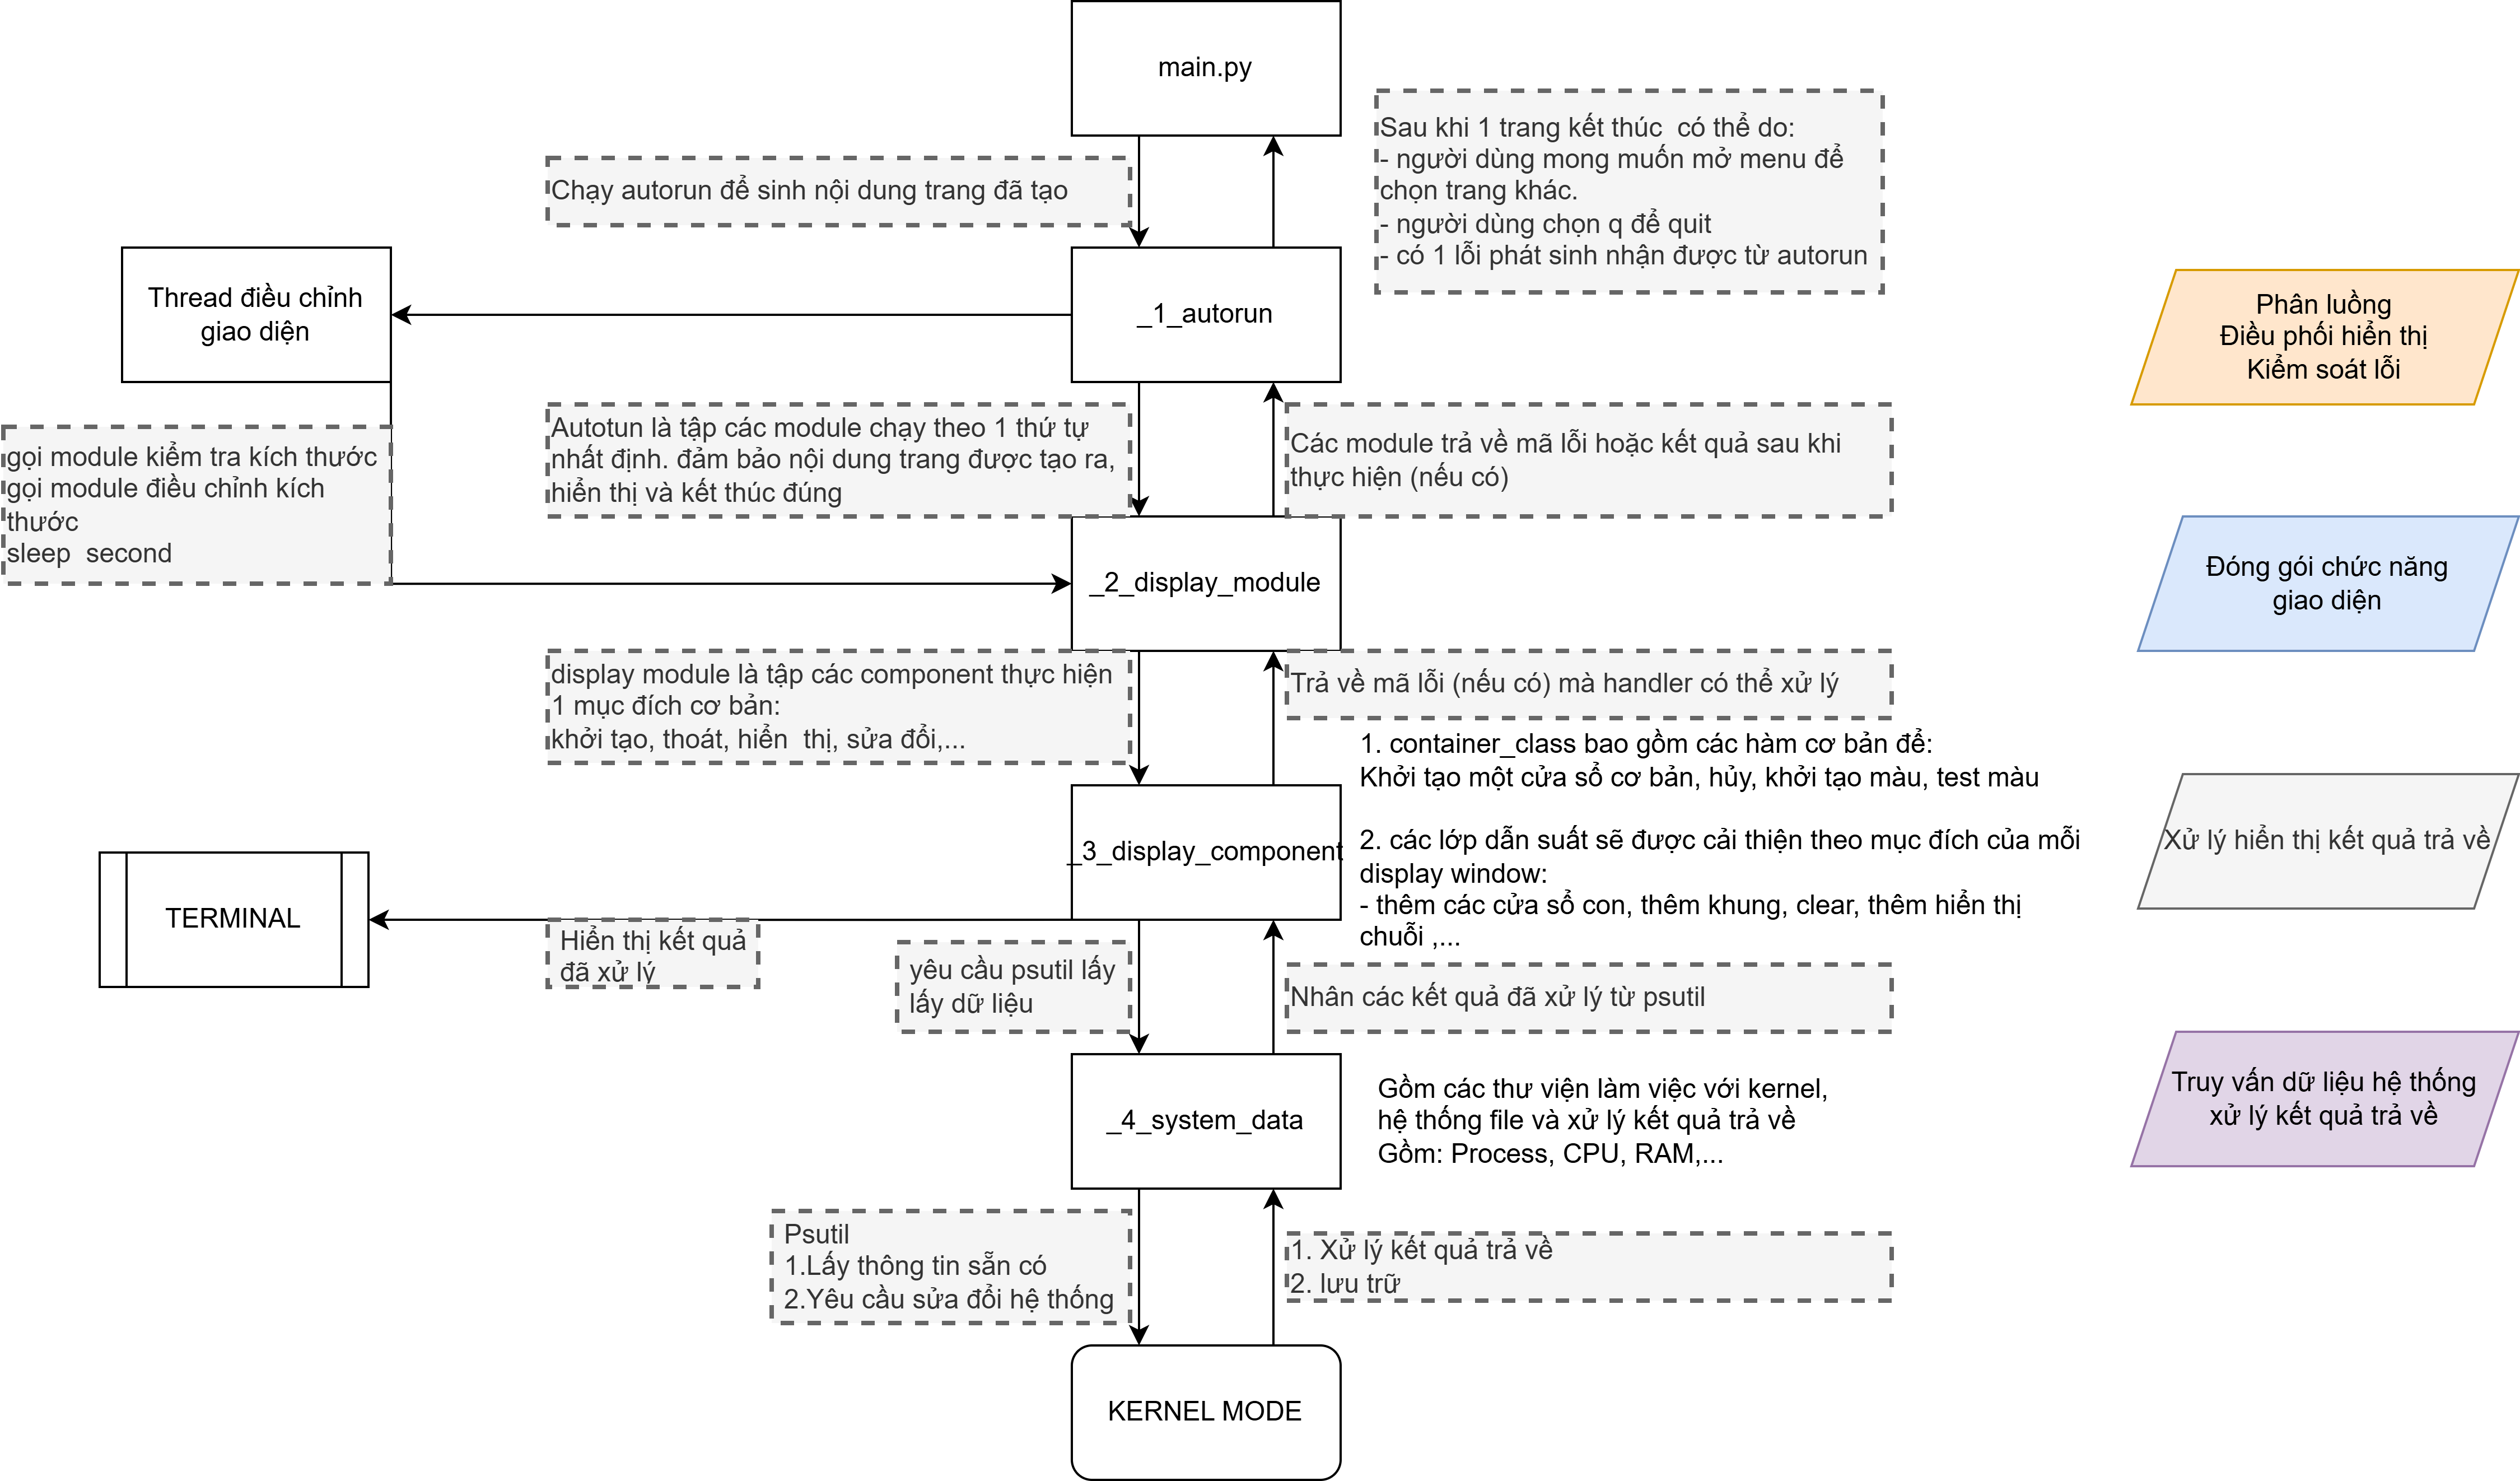 main.py
Sau khi 1 trang kết thúc  có thể do:
- người dùng mong muốn mở menu để
chọn trang khác.
- người dùng chọn q để quit
- có 1 lỗi phát sinh nhận được từ autorun
Chạy autorun để sinh nội dung trang đã tạo
Thread điều chỉnh
giao diện
_1_autorun
Phân luồng
Điều phối hiển thị
Kiểm soát lỗi
gọi module kiểm tra kích thước
gọi module điều chỉnh kích
thước
sleep  second
Autotun là tập các module chạy theo 1 thứ tự
nhất định. đảm bảo nội dung trang được tạo ra,
hiển thị và kết thúc đúng
Các module trả về mã lỗi hoặc kết quả sau khi
thực hiện (nếu có)
_2_display_module
Đóng gói chức năng
giao diện
display module là tập các component thực hiện
1 mục đích cơ bản:
khởi tạo, thoát, hiển  thị, sửa đổi,...
Trả về mã lỗi (nếu có) mà handler có thể xử lý
1. container_class bao gồm các hàm cơ bản để:
Khởi tạo một cửa sổ cơ bản, hủy, khởi tạo màu, test màu
2. các lớp dẫn suất sẽ được cải thiện theo mục đích của mỗi
display window:
- thêm các cửa sổ con, thêm khung, clear, thêm hiển thị
chuỗi ,...
_3_display_component
Xử lý hiển thị kết quả trả về
TERMINAL
Hiển thị kết quả
đã xử lý
yêu cầu psutil lấy
lấy dữ liệu
Nhân các kết quả đã xử lý từ psutil
_4_system_data
Gồm các thư viện làm việc với kernel,
hệ thống file và xử lý kết quả trả về
Gồm: Process, CPU, RAM,...
Truy vấn dữ liệu hệ thống
xử lý kết quả trả về
Psutil
1.Lấy thông tin sẵn có
2.Yêu cầu sửa đổi hệ thống
1. Xử lý kết quả trả về
2. lưu trữ
KERNEL MODE